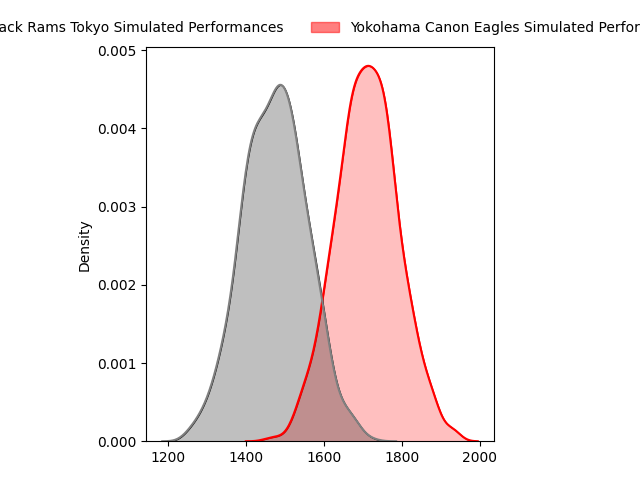 ack Rams Tokyo Simulated Performances
Yokohama Canon Eagles Simulated Perfor
0.005
0.004
0.003
0.002
0.001
0.000
Density
1200 1400 1600 1800 2000